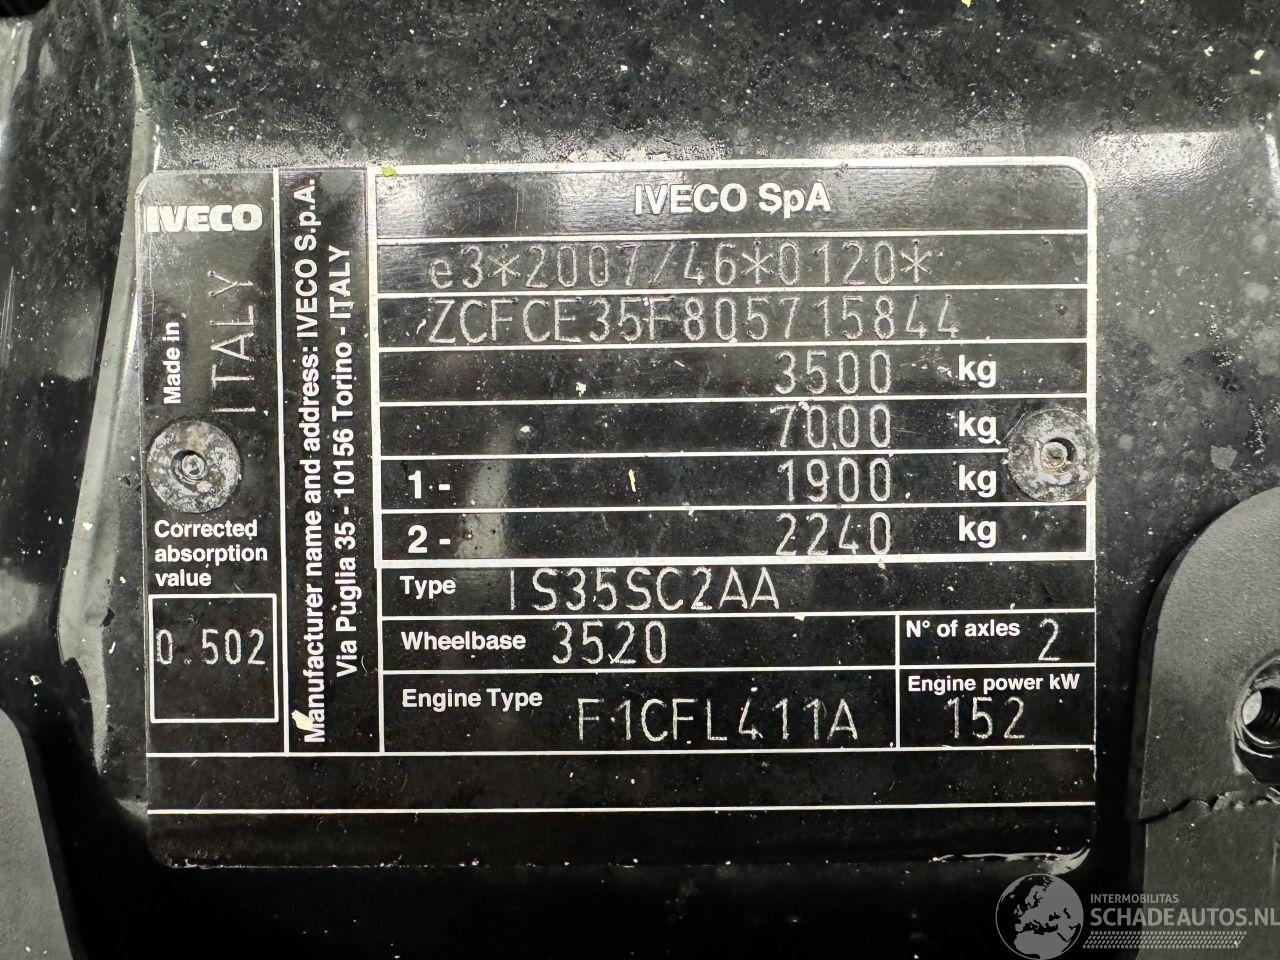 IVECO
Made in ITALY
Corrected
absorption
value
0.502
Manufacturer name and address: IVECO S.p.A.
Via Puglia 35 - 10156 Torino - ITALY
IVECO SpA
e3*2007/46*0120*
ZCFCE35F805715844
3500 kg
7000 kg
1 - 1900 kg
2 - 2240 kg
Type IS35SC2AA
Wheelbase 3520 N° of axles 2
Engine Type F1CFL411A Engine power kW 152
INTERMOBILITAS
SCHADEAUTOS.NL